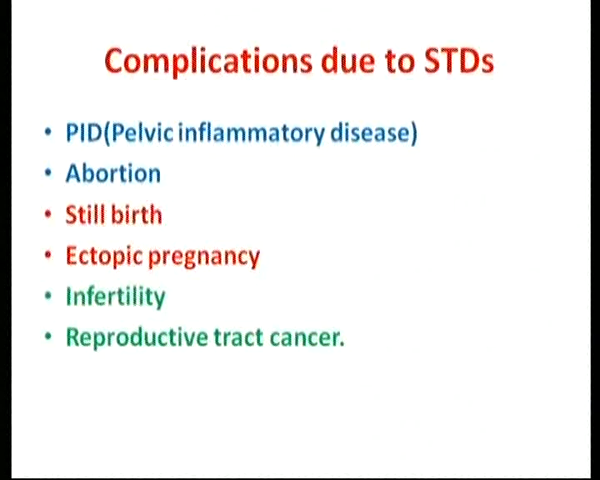 Complications due to STDs
• PID(Pelvic inflammatory disease)
• Abortion
• Still birth
• Ectopic pregnancy
• Infertility
• Reproductive tract cancer.